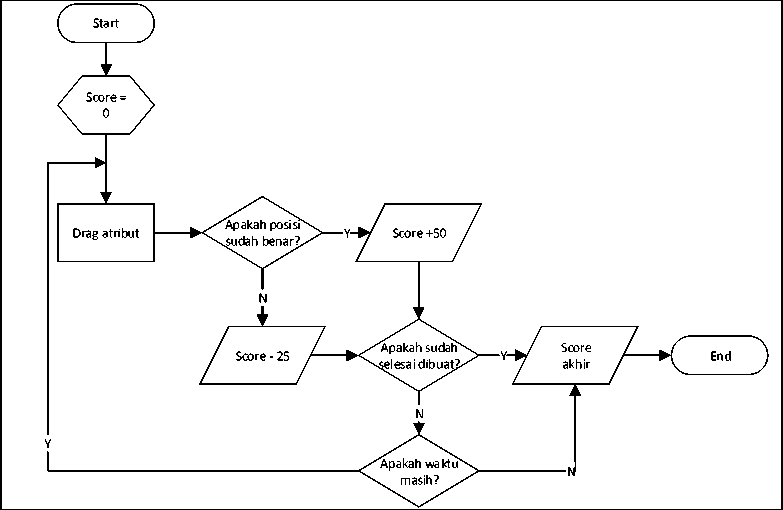 Start
Score =
0
Drag atribut
Apakah posisi
sudah benar?
Y
Score +50
N
Score - 25
Apakah sudah
selesai dibuat?
Y
Score
akhir
End
N
Apakah waktu
masih?
Y
N